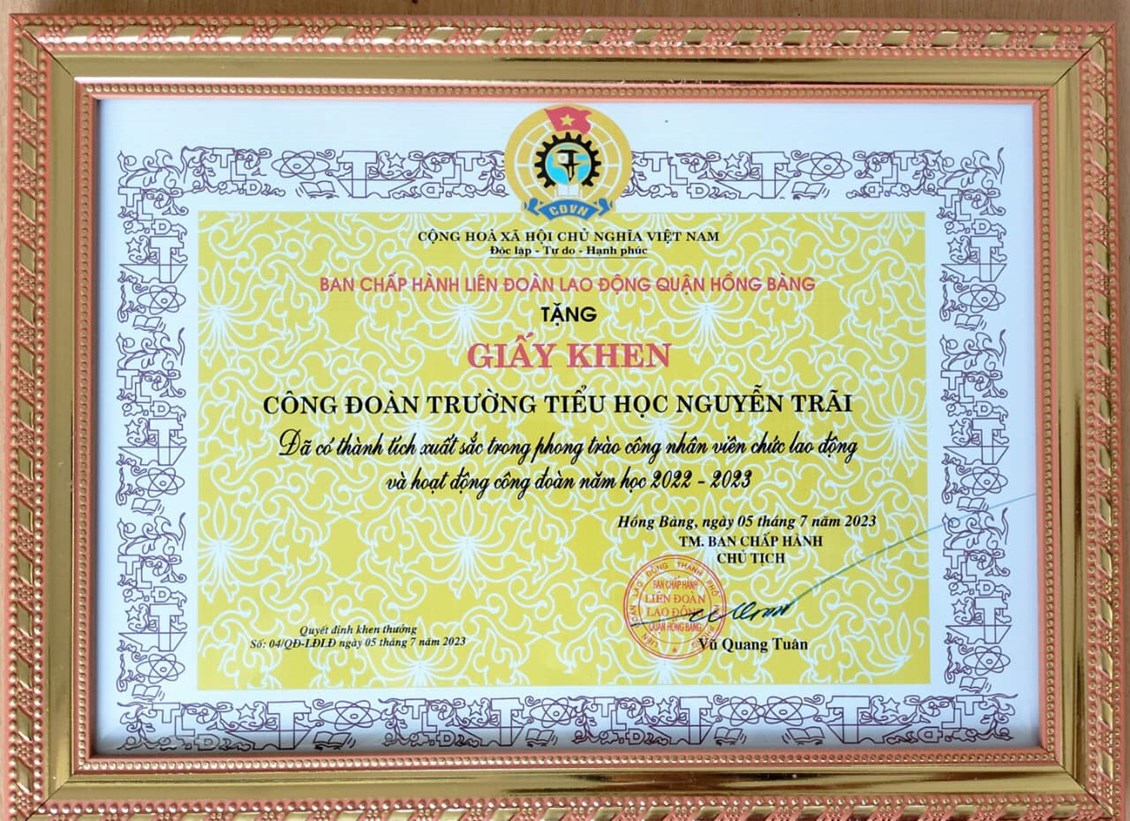 CĐVN
CỘNG HOÀ XÃ HỘI CHỦ NGHĨA VIỆT NAM
Độc lập - Tự do - Hạnh phúc
BAN CHẤP HÀNH LIÊN ĐOÀN LAO ĐỘNG QUẬN HỒNG BÀNG
TẶNG
GIẤY KHEN
CÔNG ĐOÀN TRƯỜNG TIỂU HỌC NGUYỄN TRÃI
Đã có thành tích xuất sắc trong phong trào công nhân viên chức lao động
và hoạt động công đoàn năm học 2022 - 2023
Hồng Bàng, ngày 05 tháng 7 năm 2023
TM. BAN CHẤP HÀNH
CHỦ TỊCH
BAN CHẤP HÀNH
LIÊN ĐOÀN
LAO ĐỘNG
QUẬN HỒNG BÀNG
Vũ Quang Tuân
Quyết định khen thưởng
Số: 04/QĐ-LĐLĐ ngày 05 tháng 7 năm 2023